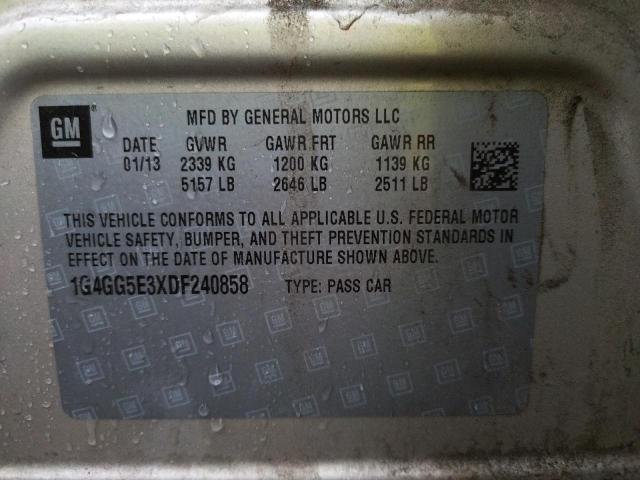 GM ® MFD BY GENERAL MOTORS LLC
DATE GVWR GAWR FRT GAWR RR
01/13 2339 KG 1200 KG 1139 KG
5157 LB 2646 LB 2511 LB
THIS VEHICLE CONFORMS TO ALL APPLICABLE U.S. FEDERAL MOTOR
VEHICLE SAFETY, BUMPER, AND THEFT PREVENTION STANDARDS IN
EFFECT ON THE DATE OF MANUFACTURE SHOWN ABOVE.
1G4GG5E3XDF240858 TYPE: PASS CAR